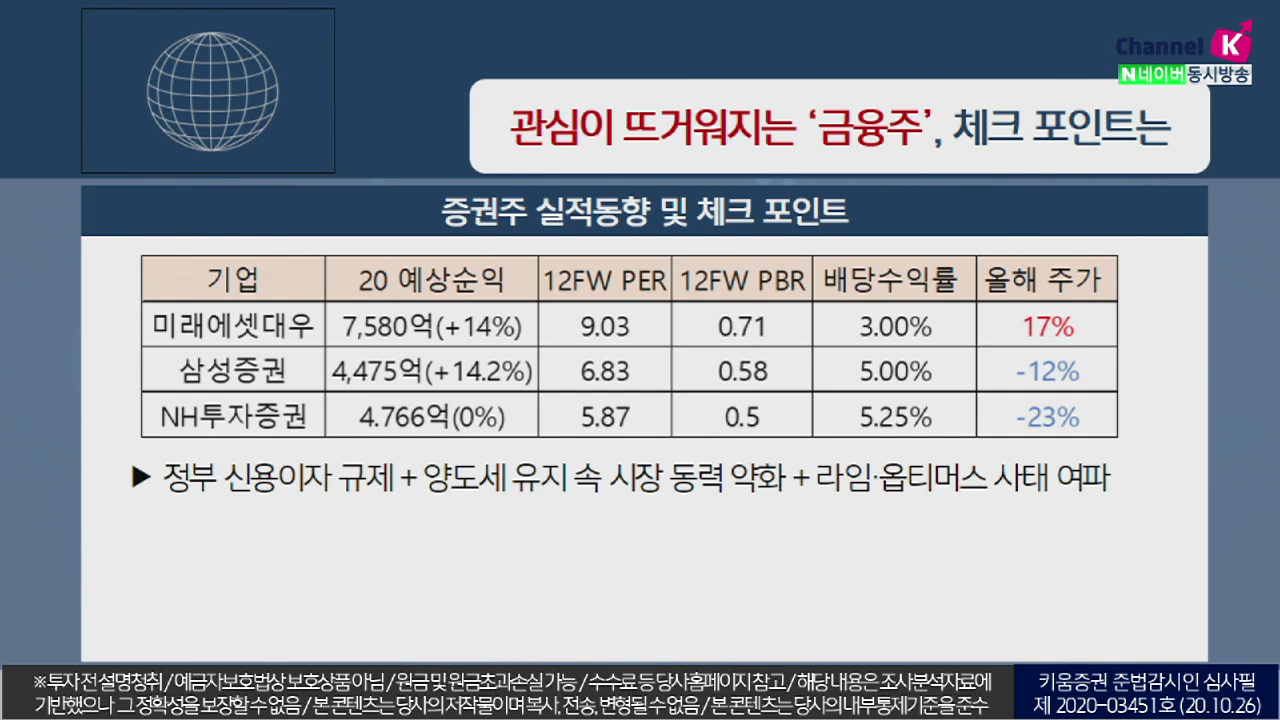 Channel K
N네이버동시방송
관심이 뜨거워지는 ‘금융주’, 체크 포인트는
증권주 실적동향 및 체크 포인트
기업 20 예상순익 12FW PER 12FW PBR 배당수익률 올해 주가
미래에셋대우 7,580억(+14%) 9.03 0.71 3.00% 17%
삼성증권 4,475억(+14.2%) 6.83 0.58 5.00% -12%
NH투자증권 4.766억(0%) 5.87 0.5 5.25% -23%
▶ 정부 신용이자 규제 + 양도세 유지 속 시장 동력 약화 + 라임·옵티머스 사태 여파
※ 투자 전 설명청취 / 예금자보호법상 보호상품 아님 / 원금 및 원금초과손실 가능 / 수수료 등 당사홈페이지 참고 / 해당 내용은 조사분석자료에
기반했으나 그 정확성을 보장할 수 없음 / 본 콘텐츠는 당사의 저작물이며 복사, 전송, 변형될 수 없음 / 본 콘텐츠는 당사의 내부통제기준을 준수
키움증권 준법감시인 심사필
제 2020-03451호 (20.10.26)